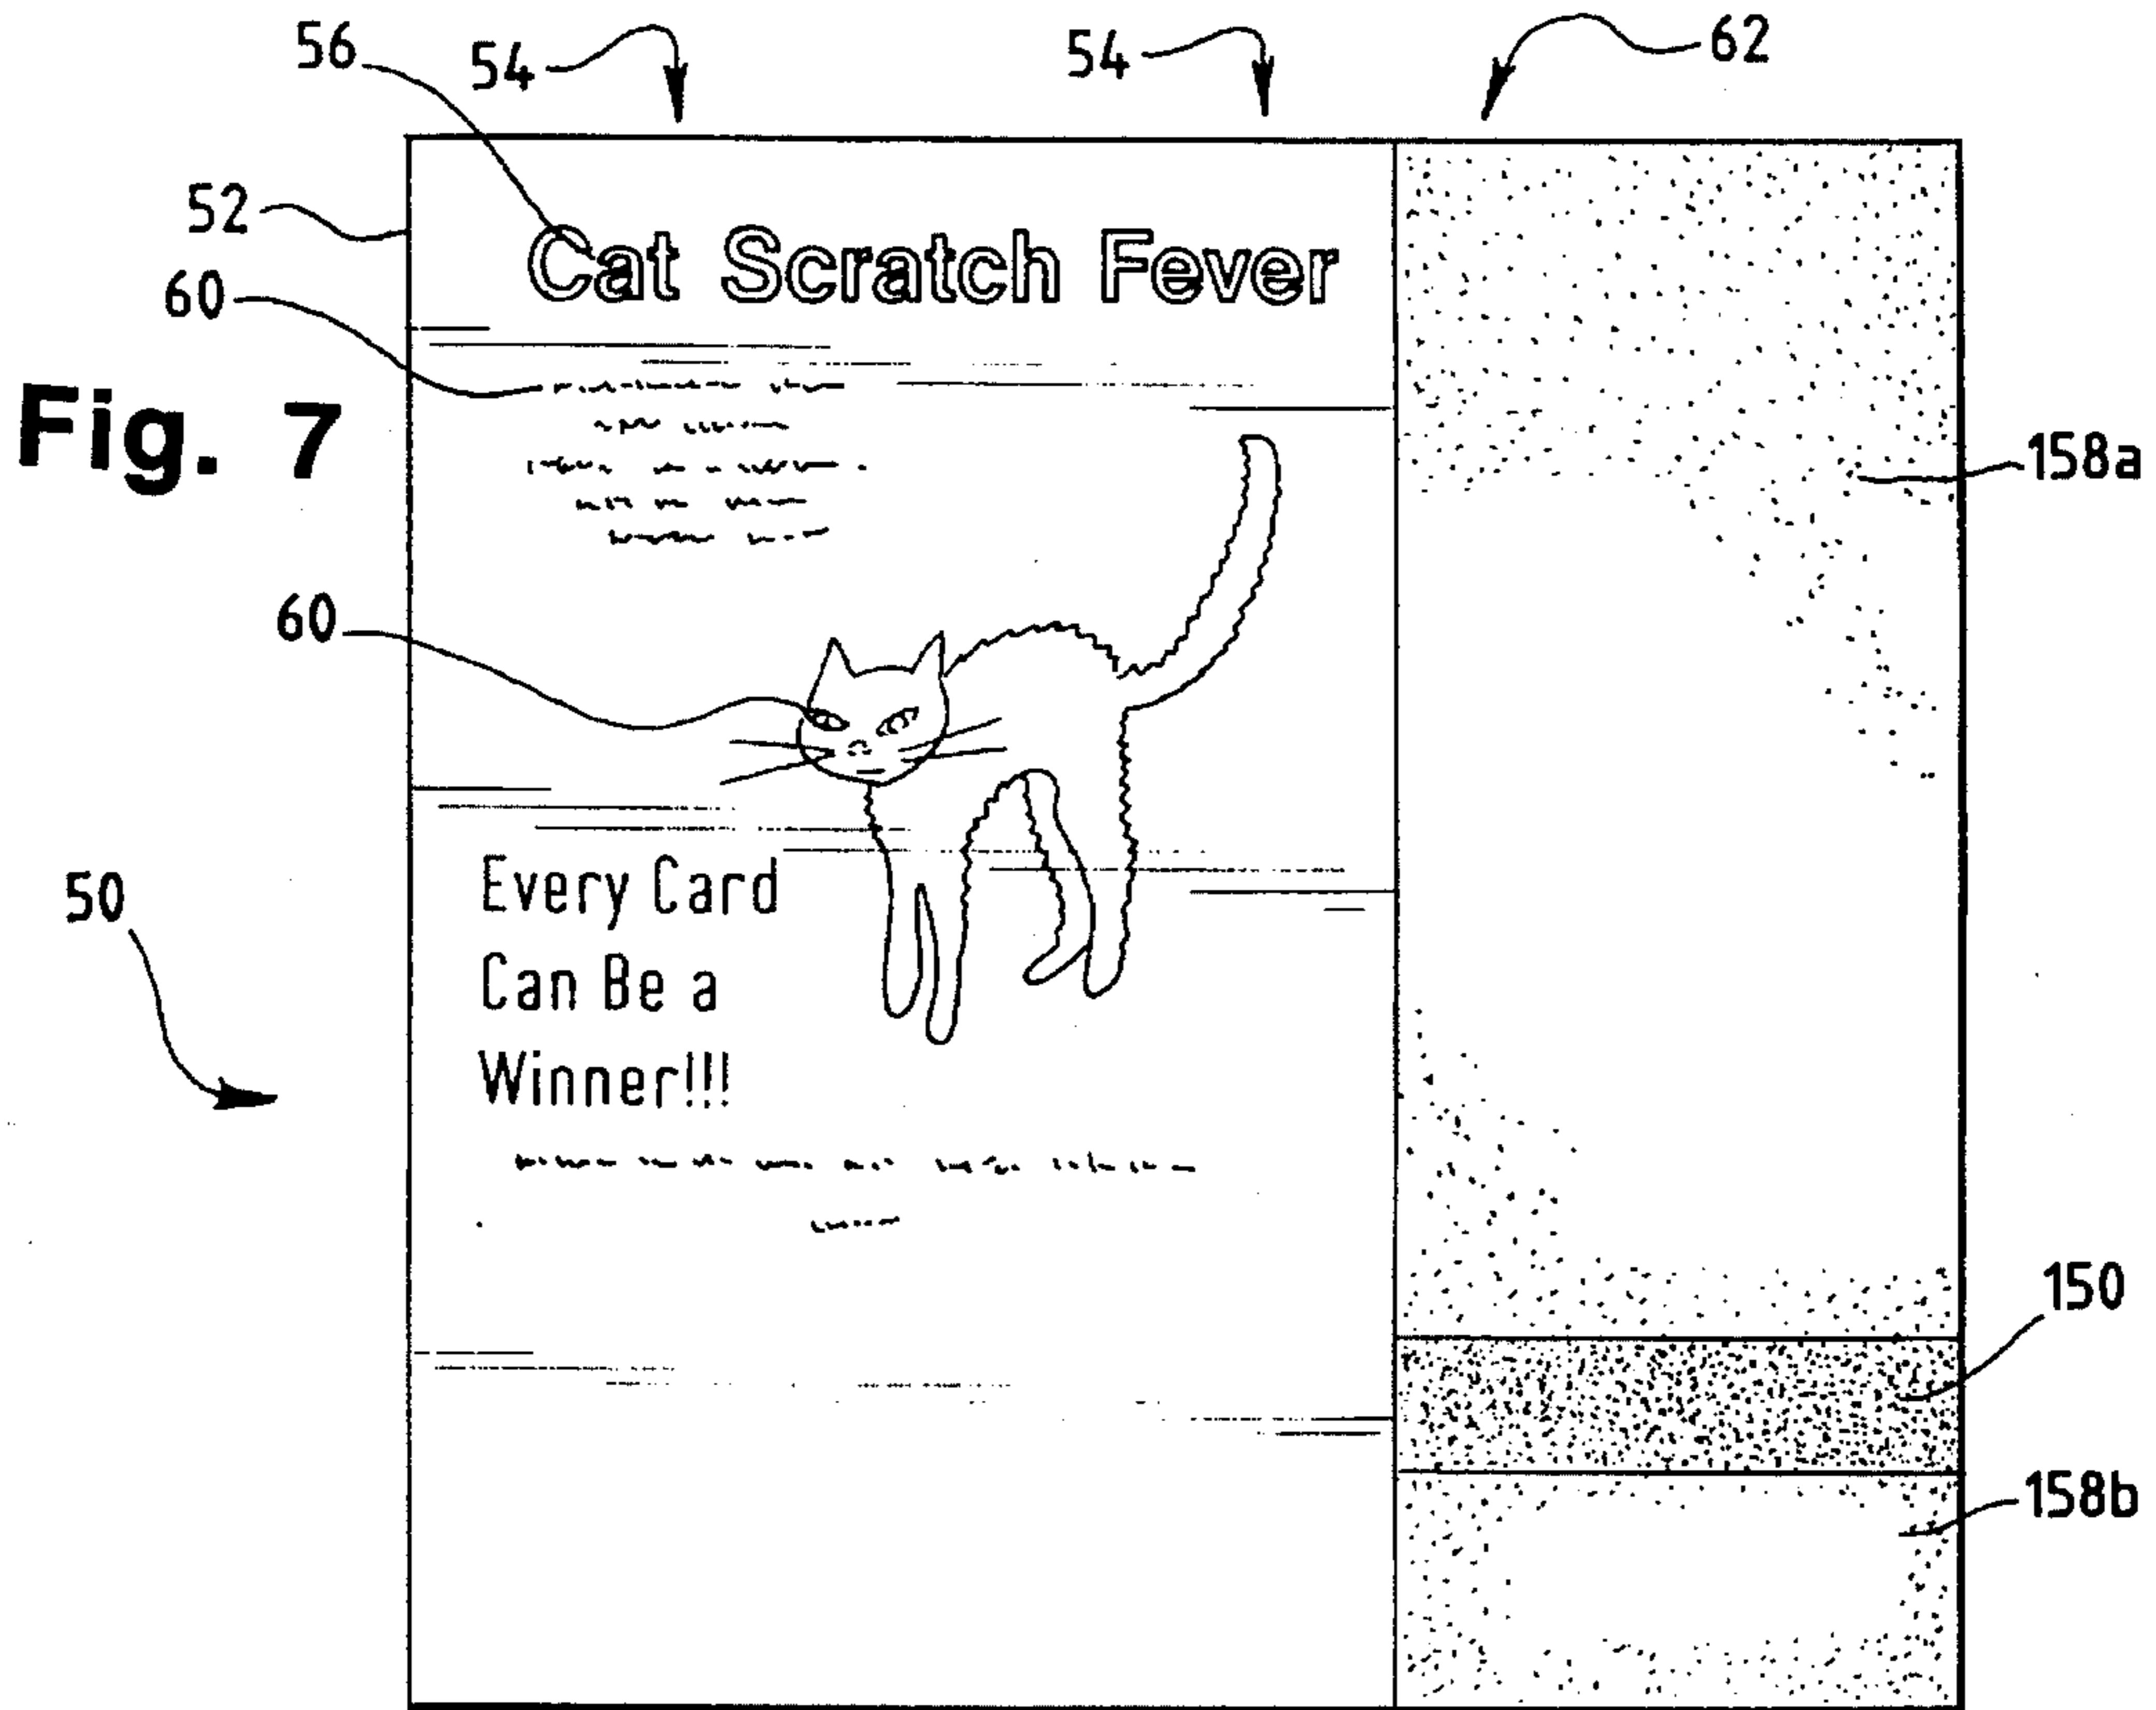 56
54
54
62
52
Cat Scratch Fever
60
Fig. 7
158a
60
50
Every Card
Can Be a
Winner!!!
150
158b